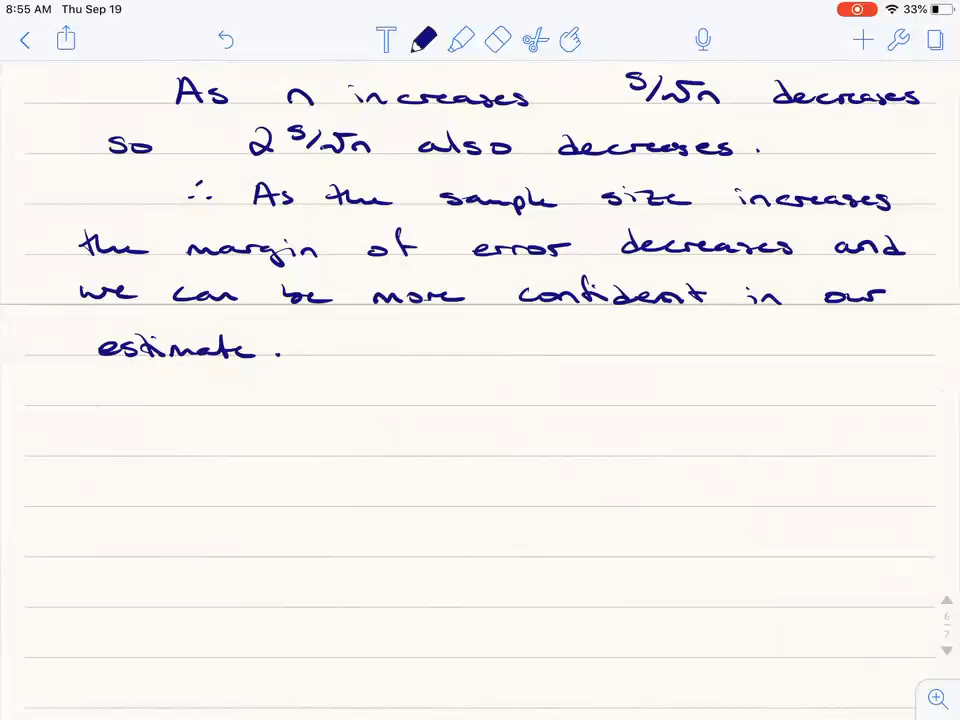 8:55 AM Thu Sep 19 33%
T
As n increases s/√n decreases
so 2 s/√n also decreases.
∴ As the sample size increases
the margin of error decreases and
we can be more confident in our
estimate.
6
7